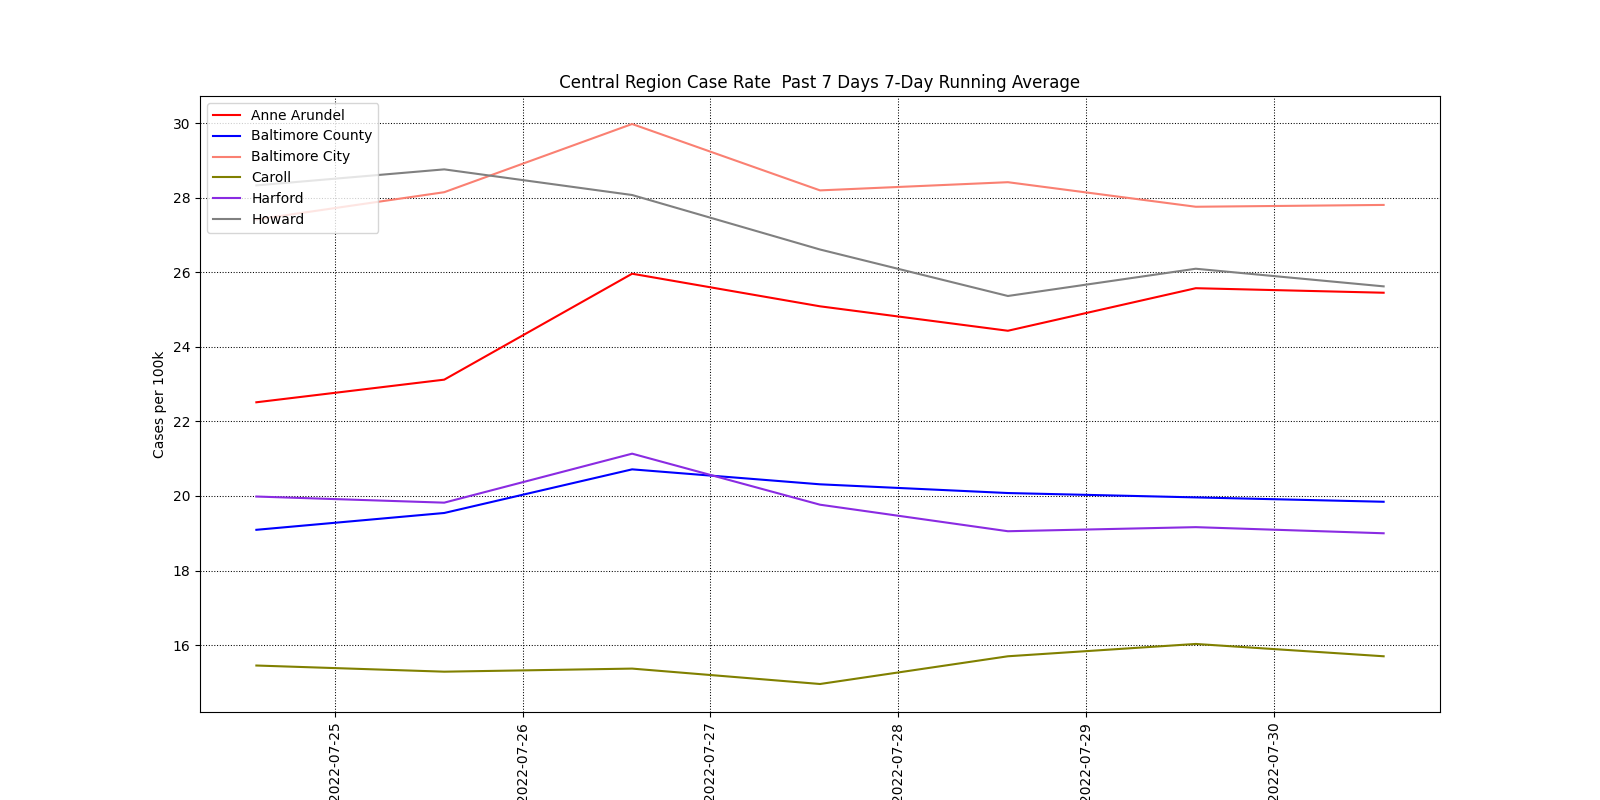 Central Region Case Rate  Past 7 Days 7-Day Running Average
Anne Arundel
Baltimore County
Baltimore City
Caroll
Harford
Howard
Cases per 100k
30
28
26
24
22
20
18
16
2022-07-25
2022-07-26
2022-07-27
2022-07-28
2022-07-29
2022-07-30